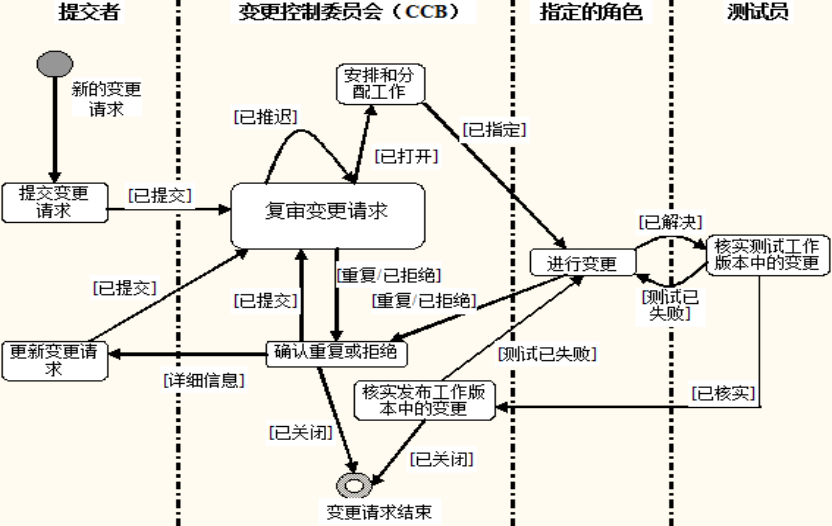 提交者
变更控制委员会（CCB）
指定的角色
测试员
新的变更
请求
安排和分
配工作
[已推迟]
[已指定]
[已打开]
提交变更
请求
[已提交]
复审变更请求
[已解决]
核实测试工作
版本中的变更
进行变更
[重复/已拒绝]
[已提交]
[已提交]
[重复/已拒绝]
[测试已
失败]
更新变更请
求
确认重复或拒绝
[测试已失败]
[详细信息]
核实发布工作版
本中的变更
[已核实]
[已关闭]
[已关闭]
变更请求结束